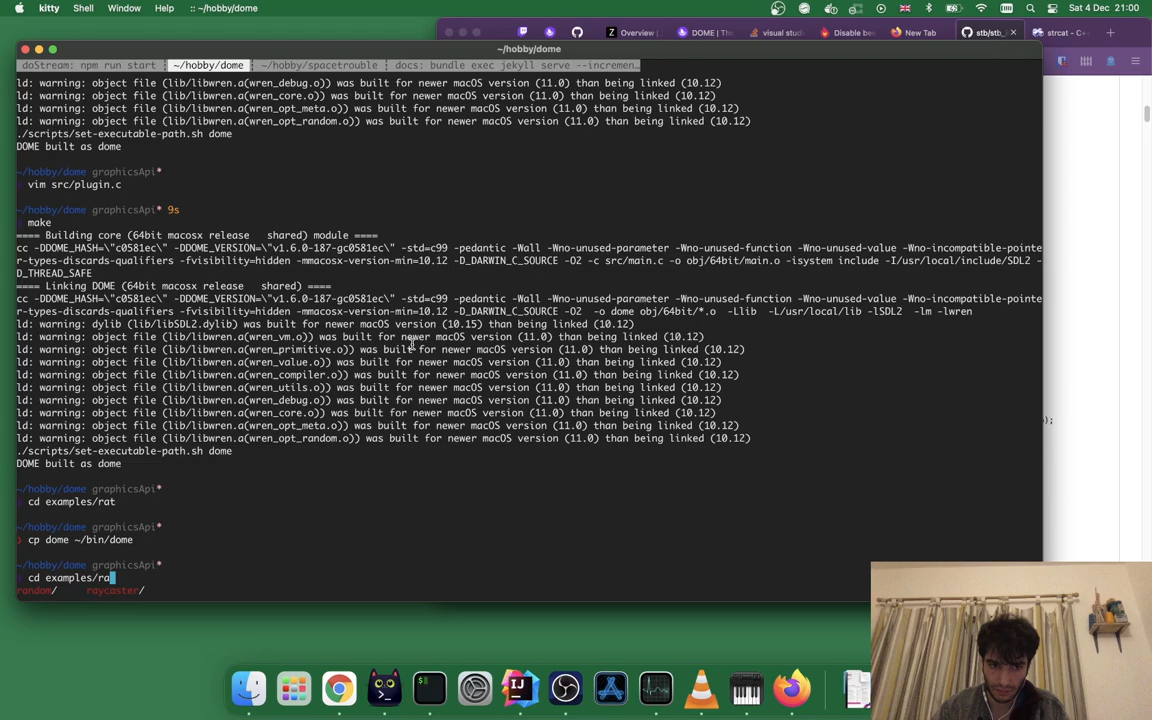 kitty Shell Window Help :: ~/hobby/dome
Sat 4 Dec 21:00
Overview
DOME | The
visual stud
Disable be
New Tab
stb/stb_
strcat - C++
~/hobby/dome
doStream: npm run start ¦ ~/hobby/dome ¦ ~/hobby/spacetrouble ¦ docs: bundle exec jekyll serve --incremen…
ld: warning: object file (lib/libwren.a(wren_debug.o)) was built for newer macOS version (11.0) than being linked (10.12)
ld: warning: object file (lib/libwren.a(wren_core.o)) was built for newer macOS version (11.0) than being linked (10.12)
ld: warning: object file (lib/libwren.a(wren_opt_meta.o)) was built for newer macOS version (11.0) than being linked (10.12)
ld: warning: object file (lib/libwren.a(wren_opt_random.o)) was built for newer macOS version (11.0) than being linked (10.12)
./scripts/set-executable-path.sh dome
DOME built as dome
~/hobby/dome graphicsApi*
vim src/plugin.c
~/hobby/dome graphicsApi* 9s
make
==== Building core (64bit macosx release shared) module ====
cc -DDOME_HASH=\"c0581ec\" -DDOME_VERSION=\"v1.6.0-187-gc0581ec\" -std=c99 -pedantic -Wall -Wno-unused-parameter -Wno-unused-function -Wno-unused-value -Wno-incompatible-pointe
r-types-discards-qualifiers -fvisibility=hidden -mmacosx-version-min=10.12 -D_DARWIN_C_SOURCE -O2 -c src/main.c -o obj/64bit/main.o -isystem include -I/usr/local/include/SDL2 -
D_THREAD_SAFE
==== Linking DOME (64bit macosx release shared) ====
cc -DDOME_HASH=\"c0581ec\" -DDOME_VERSION=\"v1.6.0-187-gc0581ec\" -std=c99 -pedantic -Wall -Wno-unused-parameter -Wno-unused-function -Wno-unused-value -Wno-incompatible-pointe
r-types-discards-qualifiers -fvisibility=hidden -mmacosx-version-min=10.12 -D_DARWIN_C_SOURCE -O2 -o dome obj/64bit/*.o -Llib -L/usr/local/lib -lSDL2 -lm -lwren
ld: warning: dylib (lib/libSDL2.dylib) was built for newer macOS version (10.15) than being linked (10.12)
ld: warning: object file (lib/libwren.a(wren_vm.o)) was built for newer macOS version (11.0) than being linked (10.12)
ld: warning: object file (lib/libwren.a(wren_primitive.o)) was built for newer macOS version (11.0) than being linked (10.12)
ld: warning: object file (lib/libwren.a(wren_value.o)) was built for newer macOS version (11.0) than being linked (10.12)
ld: warning: object file (lib/libwren.a(wren_compiler.o)) was built for newer macOS version (11.0) than being linked (10.12)
ld: warning: object file (lib/libwren.a(wren_utils.o)) was built for newer macOS version (11.0) than being linked (10.12)
ld: warning: object file (lib/libwren.a(wren_debug.o)) was built for newer macOS version (11.0) than being linked (10.12)
ld: warning: object file (lib/libwren.a(wren_core.o)) was built for newer macOS version (11.0) than being linked (10.12)
ld: warning: object file (lib/libwren.a(wren_opt_meta.o)) was built for newer macOS version (11.0) than being linked (10.12)
ld: warning: object file (lib/libwren.a(wren_opt_random.o)) was built for newer macOS version (11.0) than being linked (10.12)
./scripts/set-executable-path.sh dome
DOME built as dome
~/hobby/dome graphicsApi*
cd examples/rat
~/hobby/dome graphicsApi*
❯ cp dome ~/bin/dome
~/hobby/dome graphicsApi*
cd examples/ra
random/ raycaster/
);